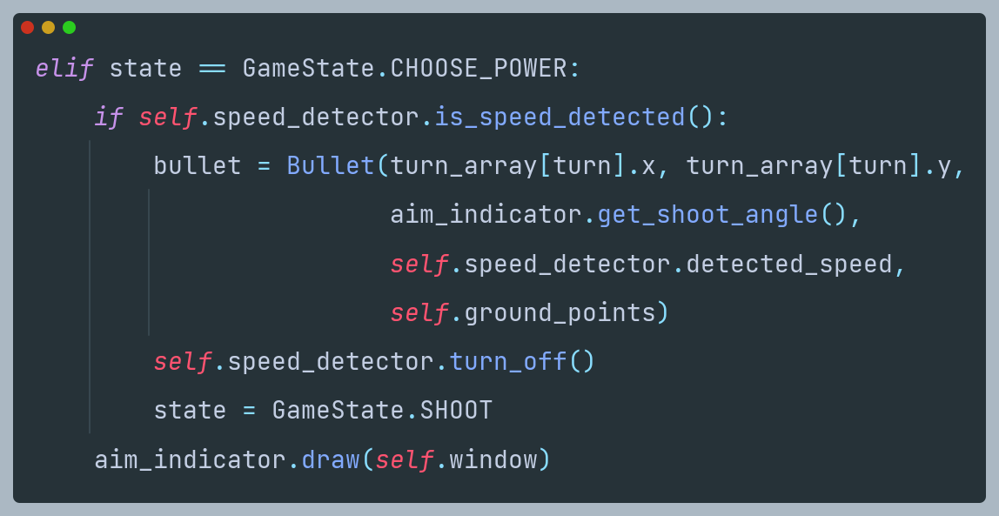 elif state == GameState.CHOOSE_POWER:
    if self.speed_detector.is_speed_detected():
        bullet = Bullet(turn_array[turn].x, turn_array[turn].y,
                        aim_indicator.get_shoot_angle(),
                        self.speed_detector.detected_speed,
                        self.ground_points)
        self.speed_detector.turn_off()
        state = GameState.SHOOT
    aim_indicator.draw(self.window)